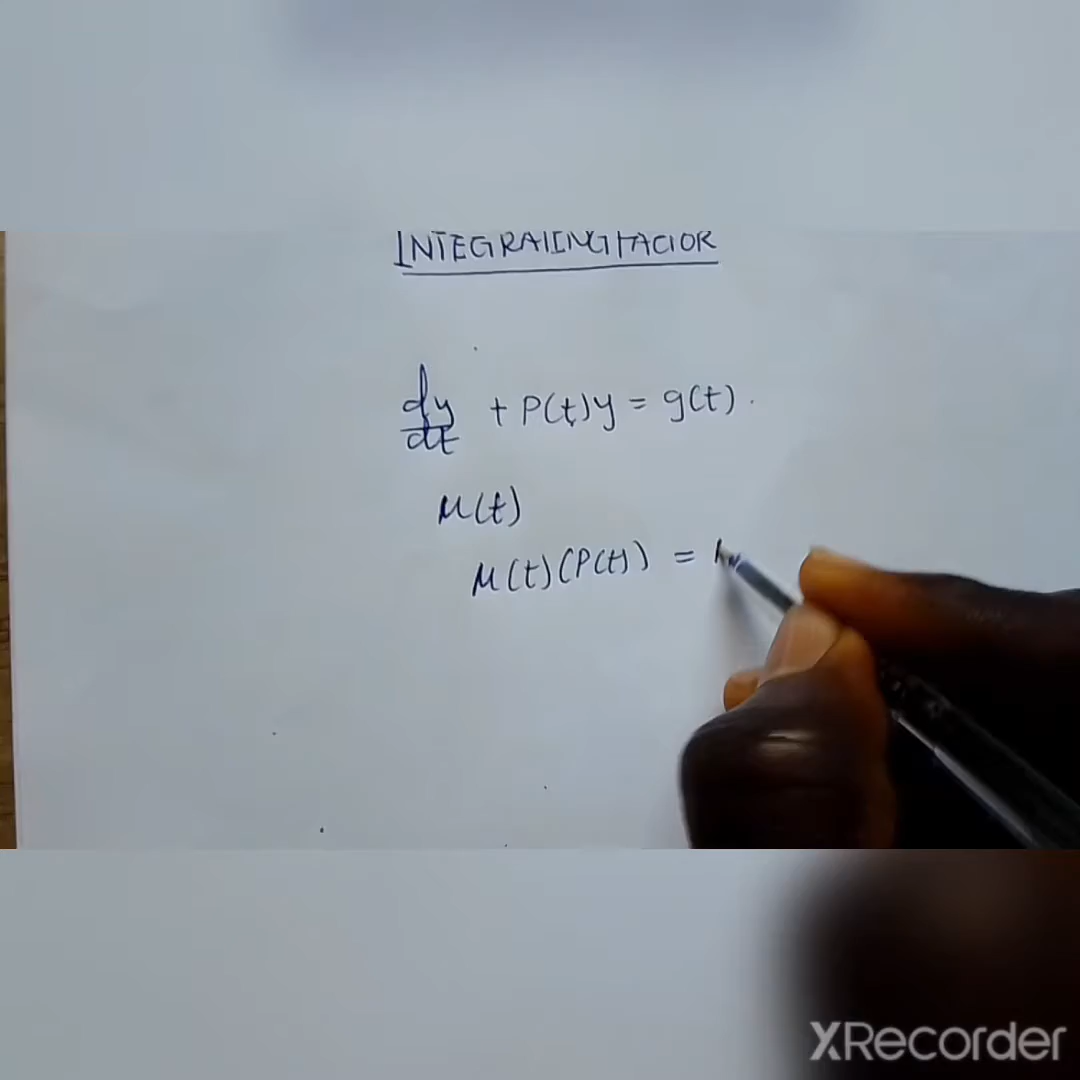 INTEGRATING FACTOR
dy/dt + P(t)y = g(t).
μ(t)
μ(t)(P(t)) = μ
XRecorder